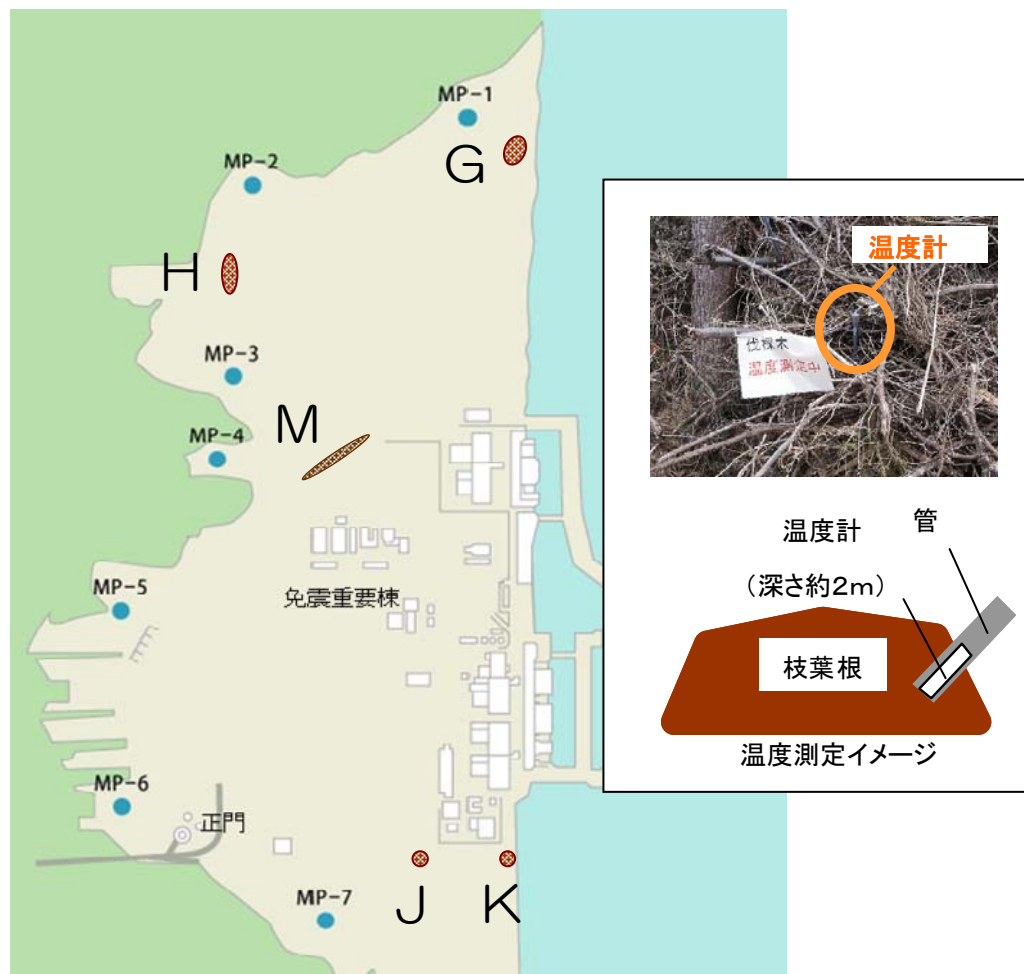 MP-1
G
MP-2
H
MP-3
M
MP-4
MP-5
免震重要棟
MP-6
正門
MP-7
J
K
温度計
伐採木
温度測定中
温度計
管
(深さ約2m)
枝葉根
温度測定イメージ